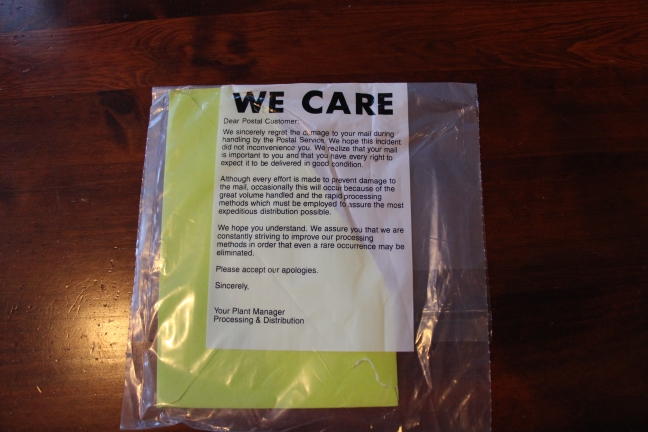 WE CARE
Dear Postal Customer:
We sincerely regret the damage to your mail during
handling by the Postal Service. We hope this incident
did not inconvenience you. We realize that your mail
is important to you and that you have every right to
expect it to be delivered in good condition.
Although every effort is made to prevent damage to
the mail, occasionally this will occur because of the
great volume handled and the rapid processing
methods which must be employed to assure the most
expeditious distribution possible.
We hope you understand. We assure you that we are
constantly striving to improve our processing
methods in order that even a rare occurrence may be
eliminated.
Please accept our apologies.
Sincerely,
Your Plant Manager
Processing & Distribution